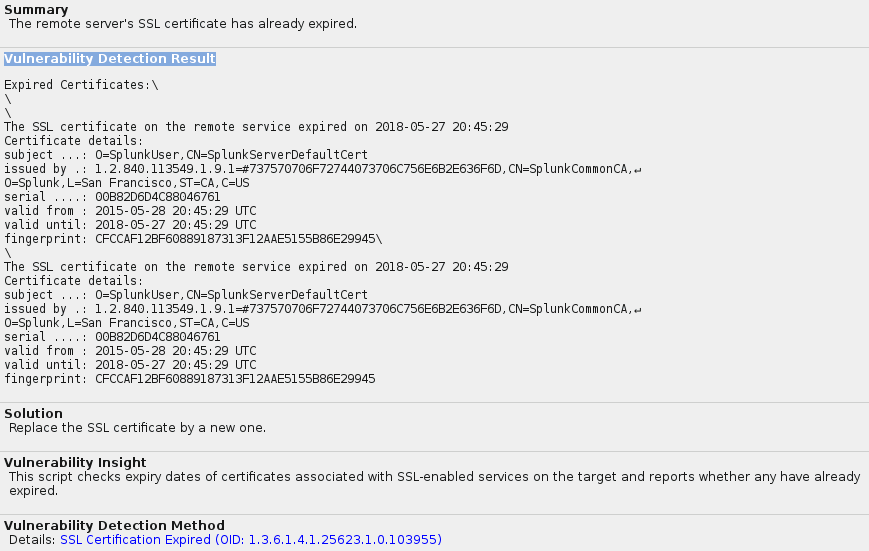 Summary
The remote server's SSL certificate has already expired.
Vulnerability Detection Result
Expired Certificates:\
\
\
The SSL certificate on the remote service expired on 2018-05-27 20:45:29
Certificate details:
subject ...: O=SplunkUser,CN=SplunkServerDefaultCert
issued by .: 1.2.840.113549.1.9.1=#737570706F72744073706C756E6B2E636F6D,CN=SplunkCommonCA,↵
O=Splunk,L=San Francisco,ST=CA,C=US
serial ....: 00B82D6D4C88046761
valid from : 2015-05-28 20:45:29 UTC
valid until: 2018-05-27 20:45:29 UTC
fingerprint: CFCCAF12BF60889187313F12AAE5155B86E29945\
\
The SSL certificate on the remote service expired on 2018-05-27 20:45:29
Certificate details:
subject ...: O=SplunkUser,CN=SplunkServerDefaultCert
issued by .: 1.2.840.113549.1.9.1=#737570706F72744073706C756E6B2E636F6D,CN=SplunkCommonCA,↵
O=Splunk,L=San Francisco,ST=CA,C=US
serial ....: 00B82D6D4C88046761
valid from : 2015-05-28 20:45:29 UTC
valid until: 2018-05-27 20:45:29 UTC
fingerprint: CFCCAF12BF60889187313F12AAE5155B86E29945
Solution
Replace the SSL certificate by a new one.
Vulnerability Insight
This script checks expiry dates of certificates associated with SSL-enabled services on the target and reports whether any have already
expired.
Vulnerability Detection Method
Details: SSL Certification Expired (OID: 1.3.6.1.4.1.25623.1.0.103955)